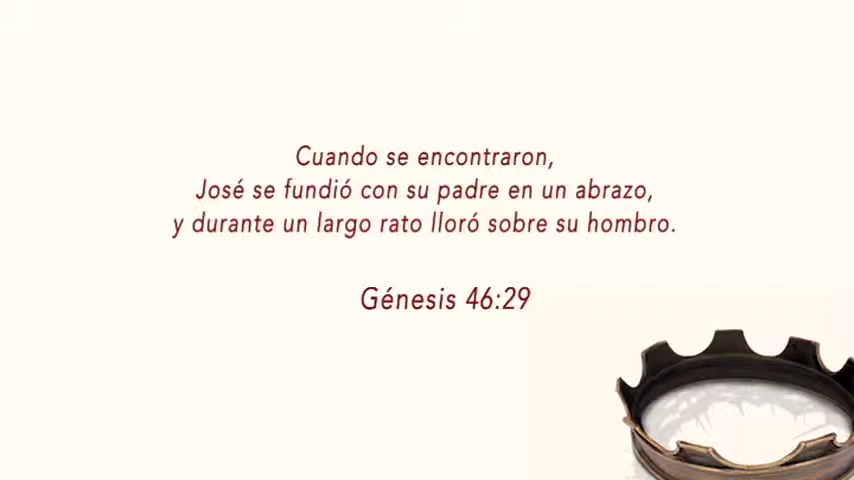 Cuando se encontraron,
José se fundió con su padre en un abrazo,
y durante un largo rato lloró sobre su hombro.
Génesis 46:29